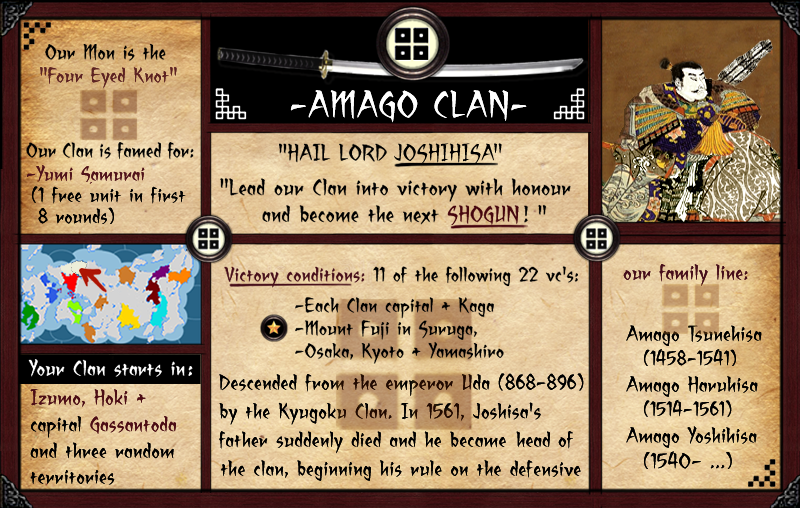 Our Mon is the
"Four Eyed Knot"
Our Clan is famed for:
-Yumi Samurai
(1 free unit in first
8 rounds)
-AMAGO CLAN-
"HAIL LORD JOSHIHISA"
"Lead our Clan into victory with honour
and become the next SHOGUN! "
Your Clan starts in:
Izumo, Hoki +
capital Gassantoda
and three random
territories
Victory conditions: 11 of the following 22 vc's:
-Each Clan capital + Kaga
-Mount Fuji in Suruga,
-Osaka, Kyoto + Yamashiro
Descended from the emperor Uda (868-896)
by the Kyugoku Clan. In 1561, Joshisa's
father suddenly died and he became head of
the clan, beginning his rule on the defensive
our family line:
Amago Tsunehisa
(1458-1541)
Amago Haruhisa
(1514-1561)
Amago Yoshihisa
(1540- ...)